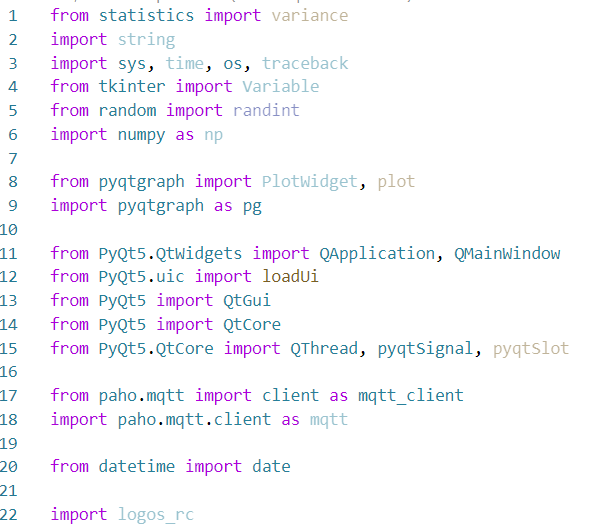 1 from statistics import variance
2 import string
3 import sys, time, os, traceback
4 from tkinter import Variable
5 from random import randint
6 import numpy as np
7
8 from pyqtgraph import PlotWidget, plot
9 import pyqtgraph as pg
10
11 from PyQt5.QtWidgets import QApplication, QMainWindow
12 from PyQt5.uic import loadUi
13 from PyQt5 import QtGui
14 from PyQt5 import QtCore
15 from PyQt5.QtCore import QThread, pyqtSignal, pyqtSlot
16
17 from paho.mqtt import client as mqtt_client
18 import paho.mqtt.client as mqtt
19
20 from datetime import date
21
22 import logos_rc